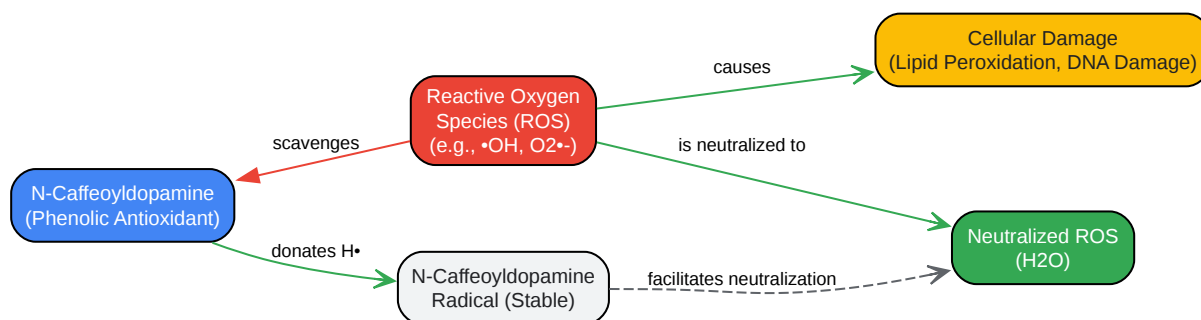 Cellular Damage
(Lipid Peroxidation, DNA Damage)
causes
Reactive Oxygen
Species (ROS)
(e.g., •OH, O2•-)
scavenges
is neutralized to
N-Caffeoyldopamine
(Phenolic Antioxidant)
donates H•
N-Caffeoyldopamine
Radical (Stable)
facilitates neutralization
Neutralized ROS
(H2O)